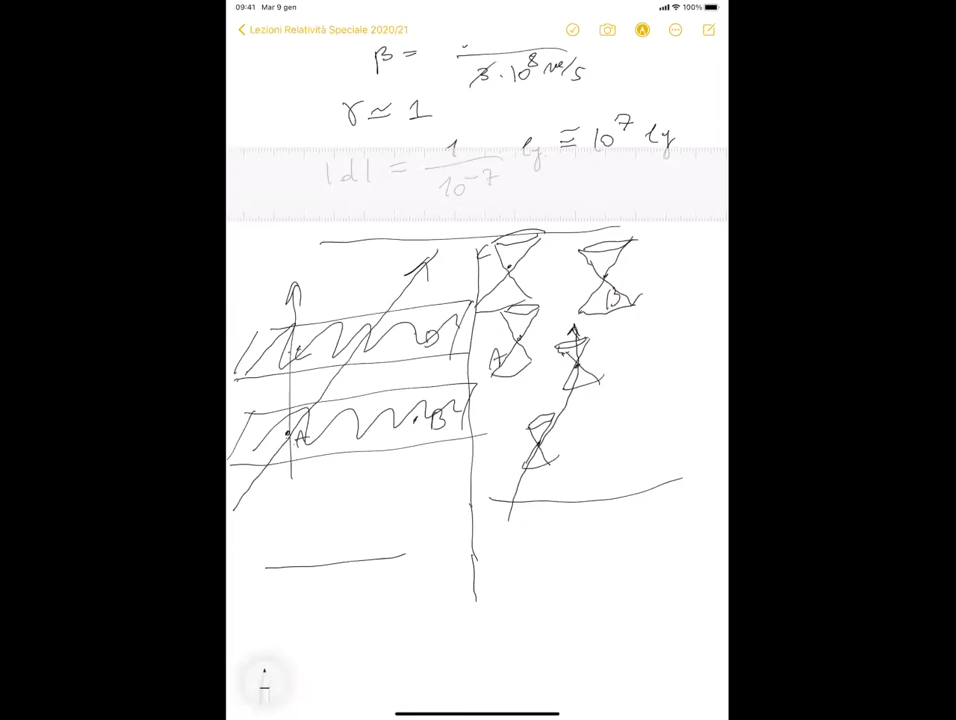 09:41 Mar 9 gen
100%
Lezioni Relatività Speciale 2020/21
β =
3 · 10⁸ m/s
γ ≃ 1
|d| = 1/10⁻⁷ ly ≅ 10⁷ ly
B
A
A
B